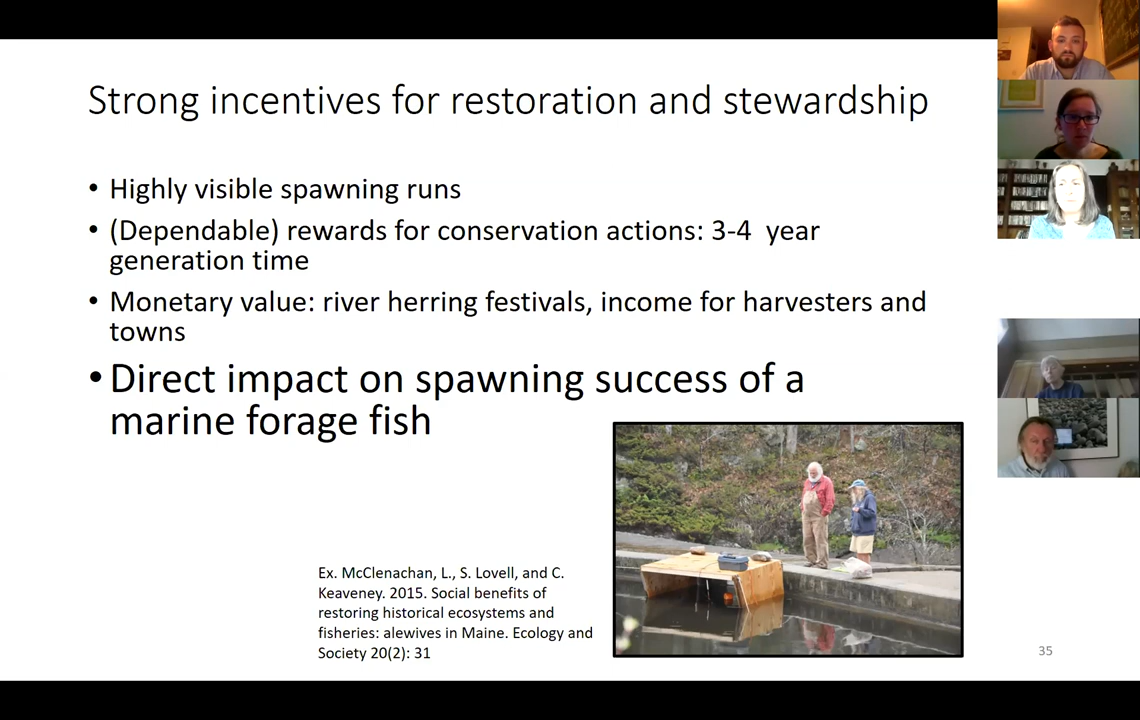 Strong incentives for restoration and stewardship
• Highly visible spawning runs
• (Dependable) rewards for conservation actions: 3-4 year
generation time
• Monetary value: river herring festivals, income for harvesters and
towns
• Direct impact on spawning success of a
marine forage fish
Ex. McClenachan, L., S. Lovell, and C.
Keaveney. 2015. Social benefits of
restoring historical ecosystems and
fisheries: alewives in Maine. Ecology and
Society 20(2): 31
35